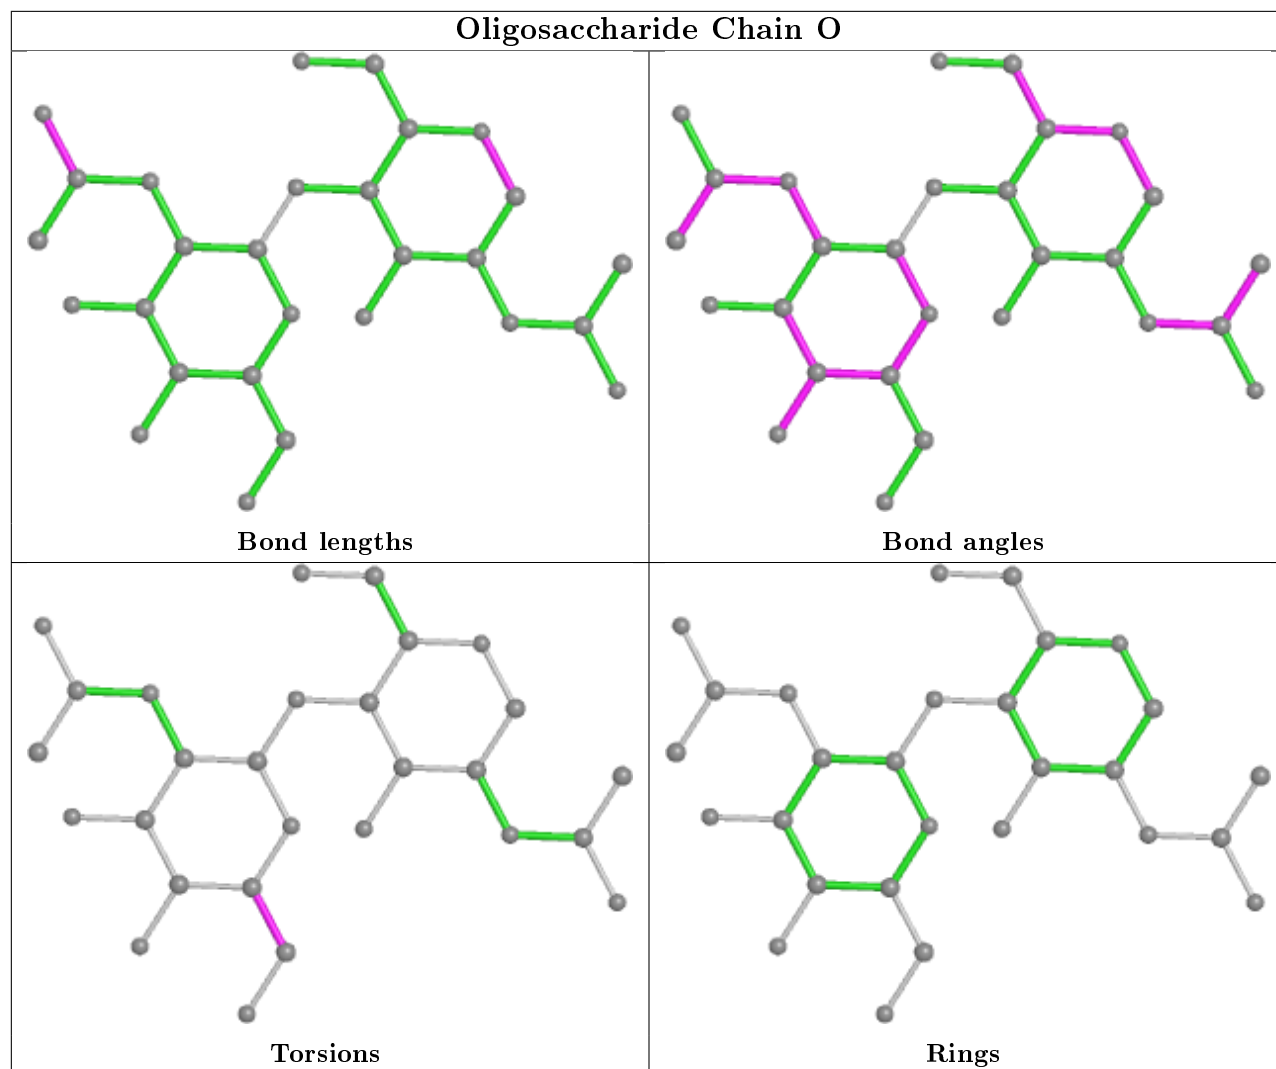 Oligosaccharide Chain O
Bond lengths
Bond angles
Torsions
Rings